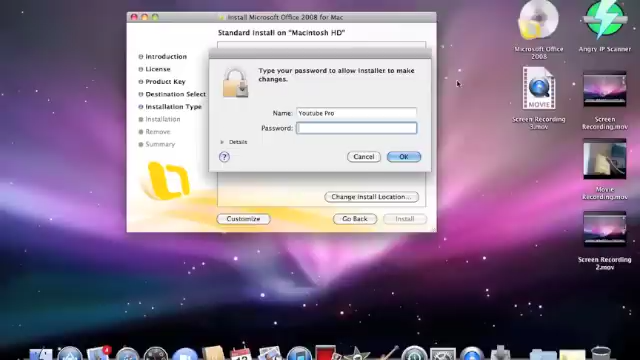 Install Microsoft Office 2008 for Mac
Standard Install on "Macintosh HD"
Introduction
License
Product Key
Destination Select
Installation Type
Installation
Remove
Summary
Type your password to allow Installer to make
changes.
Name: Youtube Pro
Password:
Details
?
Cancel
OK
Change Install Location...
Customize
Go Back
Install
Microsoft Office
2008
Angry IP Scanner
MOVIE
Screen Recording
3.mov
Screen
Recording.mov
Movie
Recording.mov
Screen Recording
2.mov